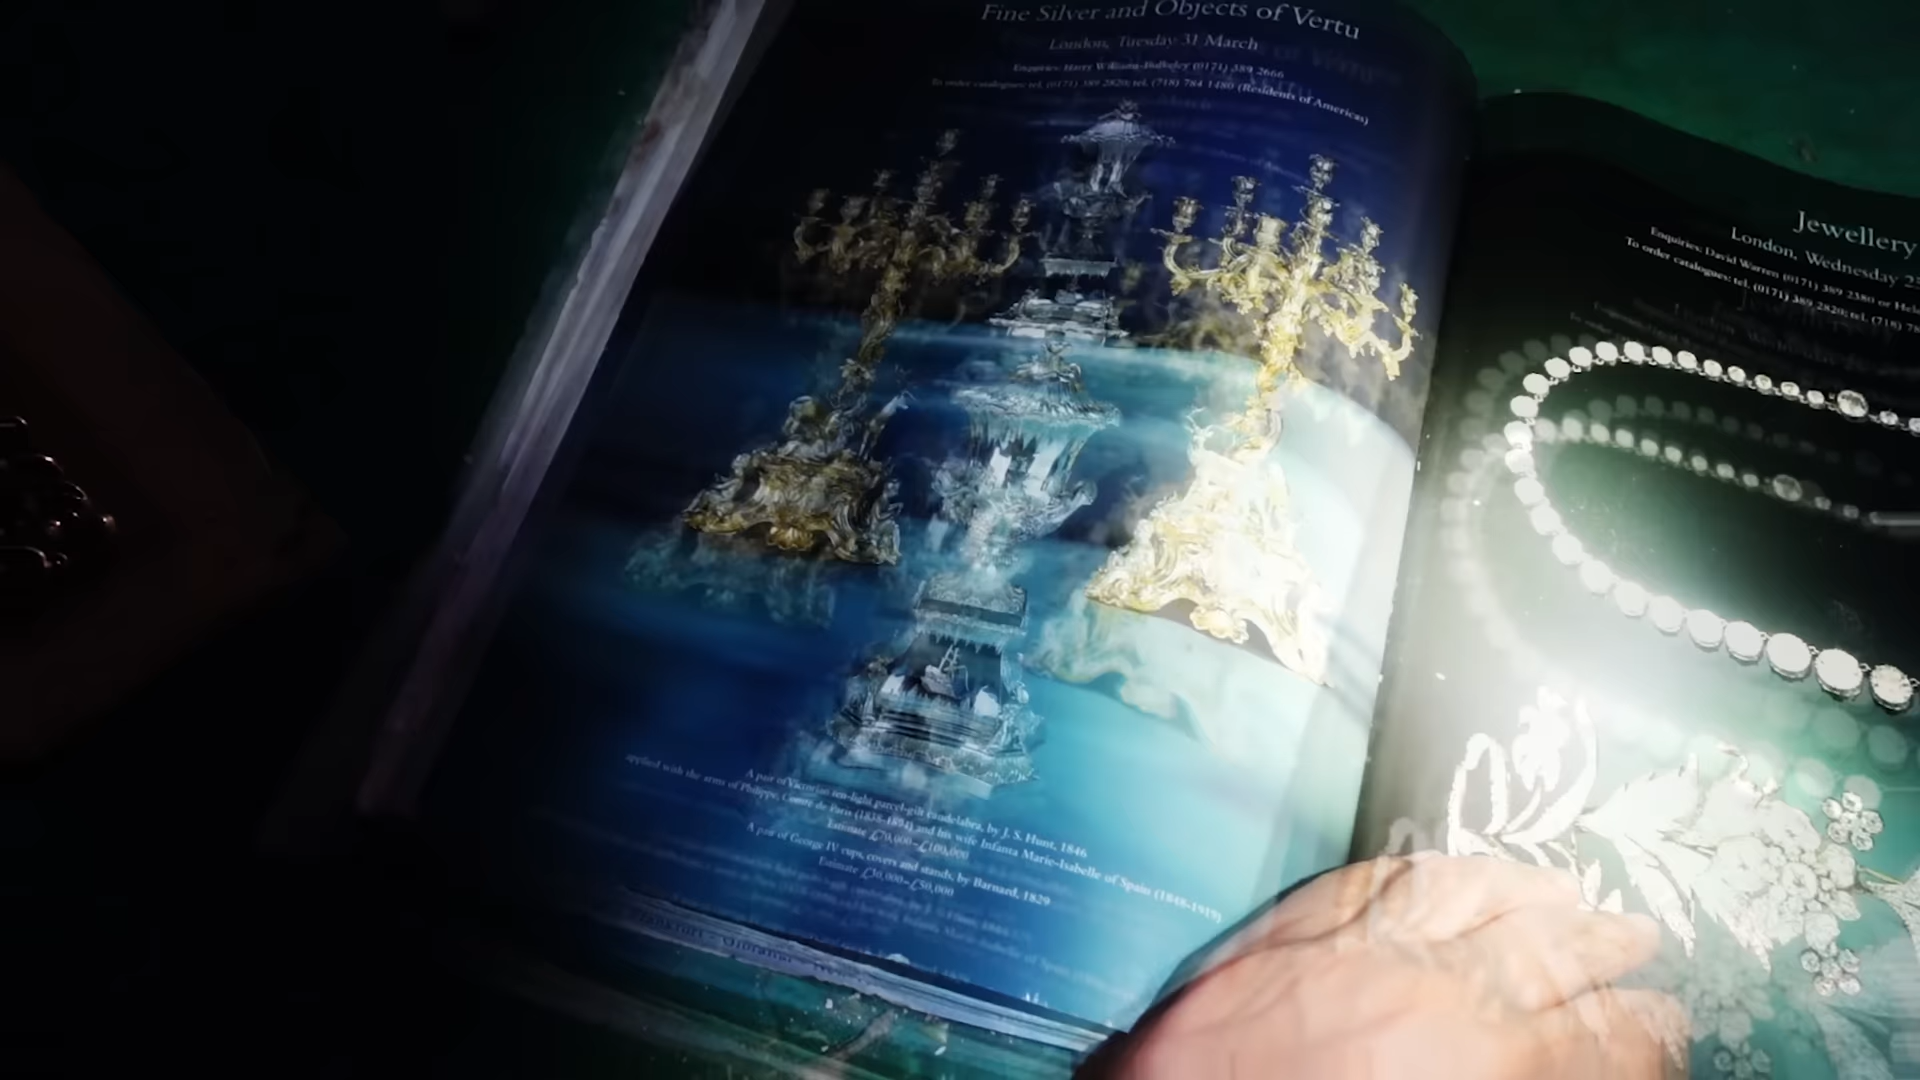 Fine Silver and Objects of Vertu
London, Tuesday 31 March
Enquiries: Harry Williams-Bulkeley (0171) 389 2666
To order catalogues: tel. (0171) 389 2820; tel. (718) 784 1480 (Residents of Americas)
A pair of Victorian ten-light parcel-gilt candelabra, by J. S. Hunt, 1846
applied with the arms of Philippe, Comte de Paris (1838-1894) and his wife Infanta Marie-Isabelle of Spain (1848-1919)
Estimate £70,000-£100,000
A pair of George IV cups, covers and stands, by Barnard, 1829
Estimate £30,000-£50,000
Jewellery
London, Wednesday
Enquiries: David Warren (0171) 389 2380 or
To order catalogues: tel. (0171) 389 2820; tel. (718)